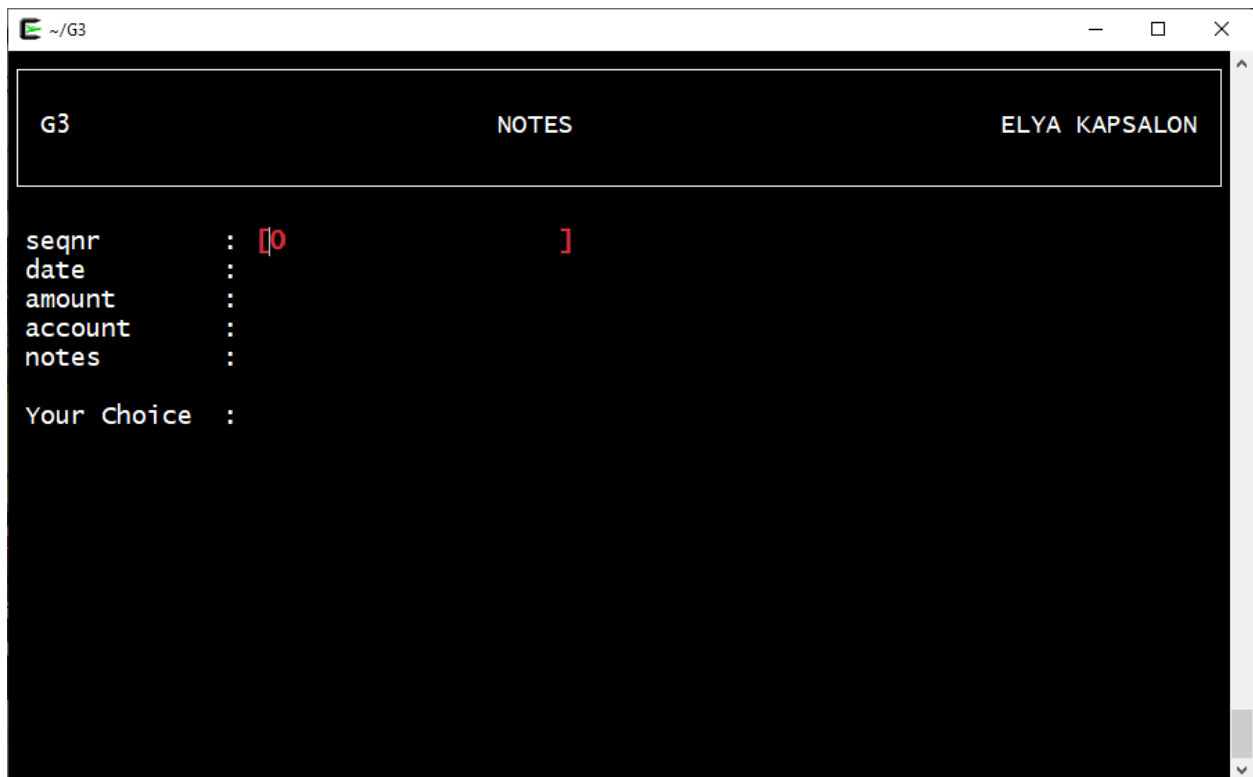 ~/G3
G3 NOTES ELYA KAPSALON
seqnr : [0 ]
date :
amount :
account :
notes :
Your Choice :